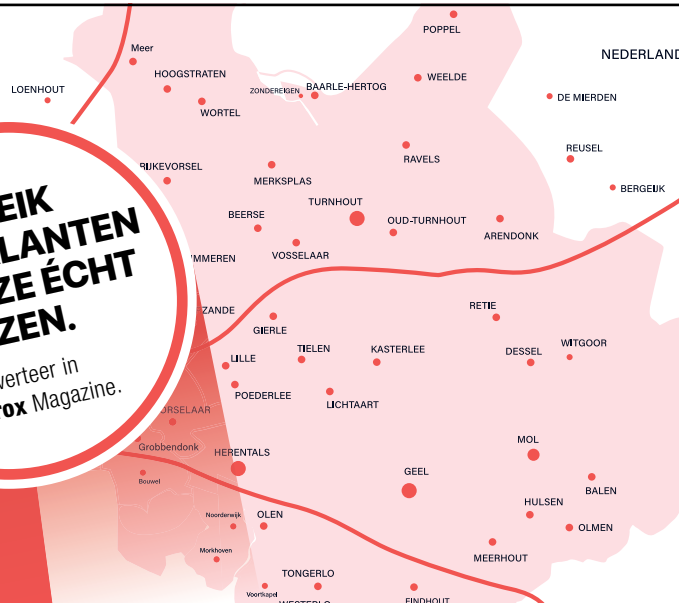 POPPEL
NEDERLAND
Meer
HOOGSTRATEN
WEELDE
LOENHOUT
ZONDEREIGEN
BAARLE-HERTOG
DE MIERDEN
WORTEL
REUSEL
RAVELS
RIJKEVORSEL
MERKSPLAS
BERGEIJK
TURNHOUT
BEERSE
OUD-TURNHOUT
ARENDONK
VOSSELAAR
MMEREN
EIK
LANTEN
ZE ÉCHT
ZEN.
verteer in
rox Magazine.
RETIE
ZANDE
GIERLE
WITGOOR
TIELEN
KASTERLEE
DESSEL
LILLE
POEDERLEE
LICHTAART
ORSELAAR
MOL
Grobbendonk
HERENTALS
GEEL
Bouwel
BALEN
HULSEN
Noorderwijk
OLEN
OLMEN
Morkhoven
MEERHOUT
TONGERLO
Voortkapel
WESTERLO
EINDHOUT